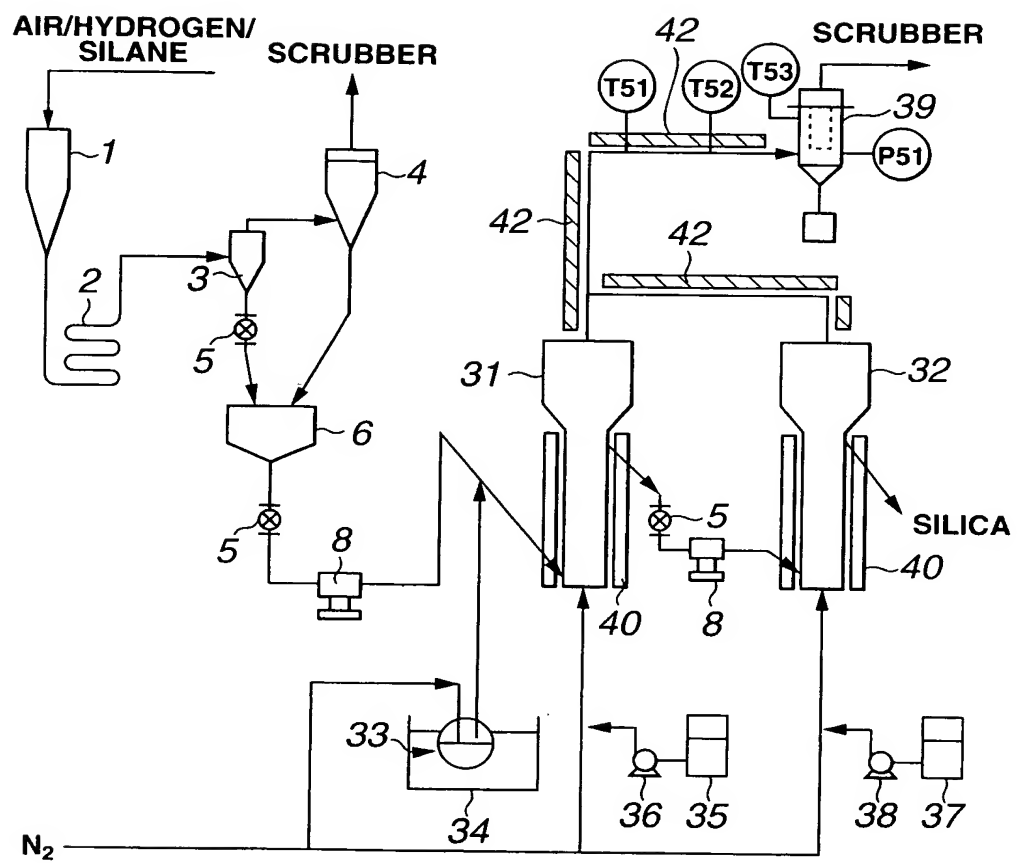 AIR/HYDROGEN/
SILANE
SCRUBBER
42
SCRUBBER
T51
T52
T53
39
P51
1
4
42
3
42
2
5
31
32
6
5
8
5
SILICA
40
8
40
33
34
36
35
38
37
N2